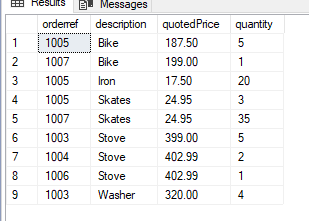 Results Messages
orderref description quotedPrice quantity
1 1005 Bike 187.50 5
2 1007 Bike 199.00 1
3 1005 Iron 17.50 20
4 1005 Skates 24.95 3
5 1007 Skates 24.95 35
6 1003 Stove 399.00 5
7 1004 Stove 402.99 2
8 1006 Stove 402.99 1
9 1003 Washer 320.00 4